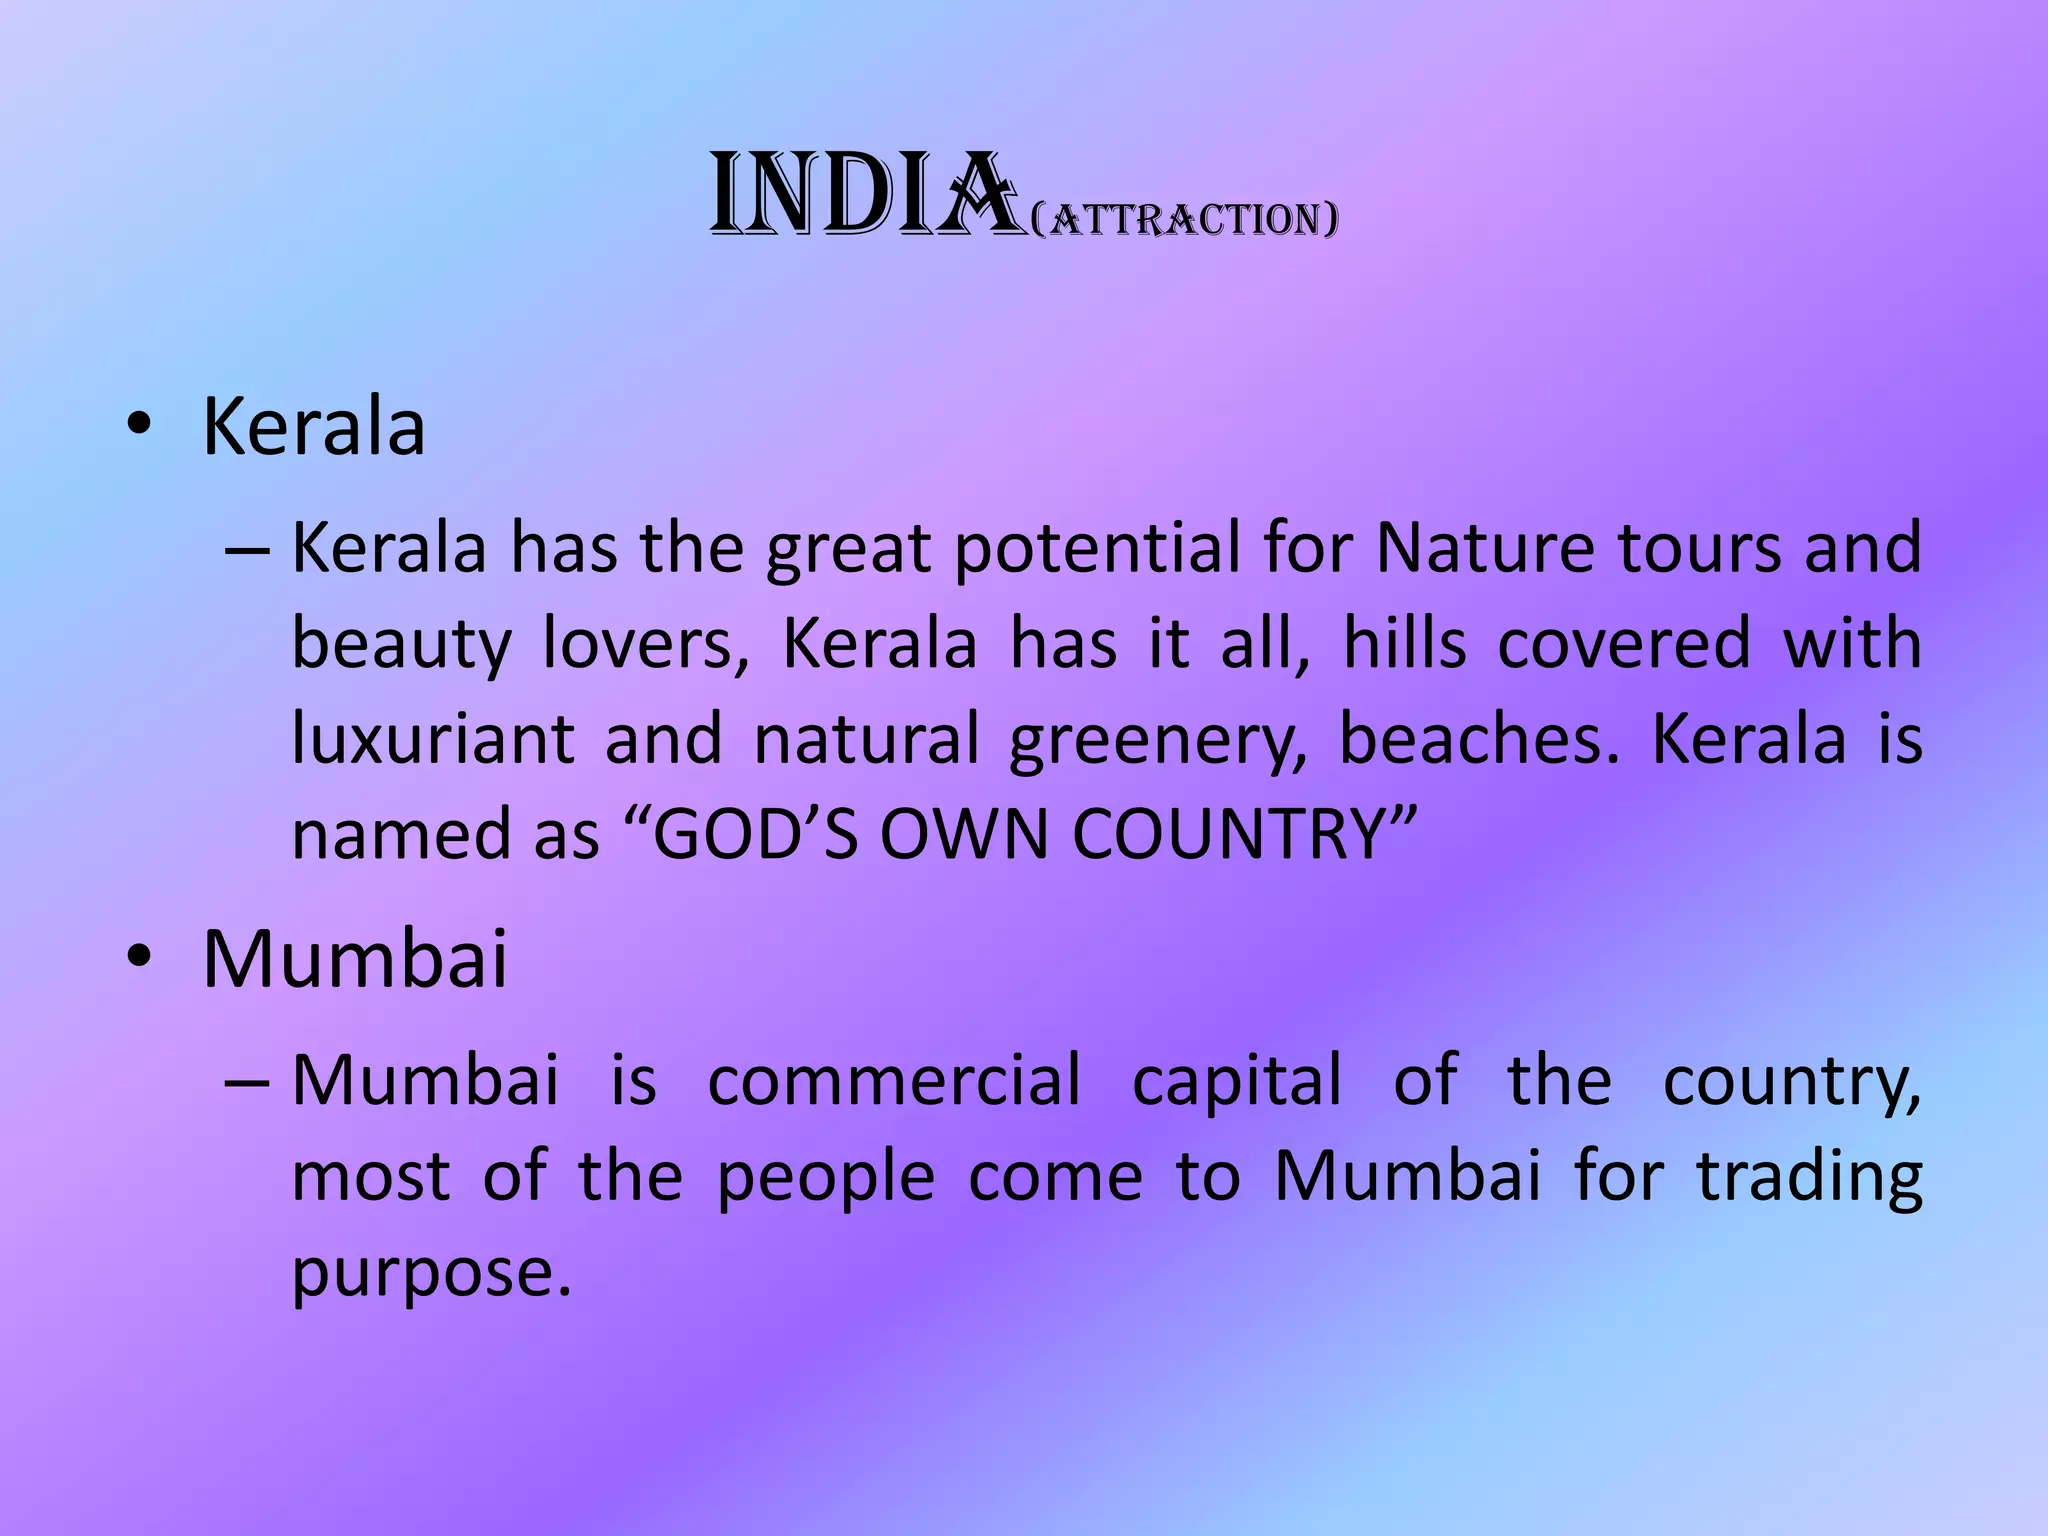 INDIA(ATTRACTION)
• Kerala
– Kerala has the great potential for Nature tours and
beauty lovers, Kerala has it all, hills covered with
luxuriant and natural greenery, beaches. Kerala is
named as “GOD’S OWN COUNTRY”
• Mumbai
– Mumbai is commercial capital of the country,
most of the people come to Mumbai for trading
purpose.